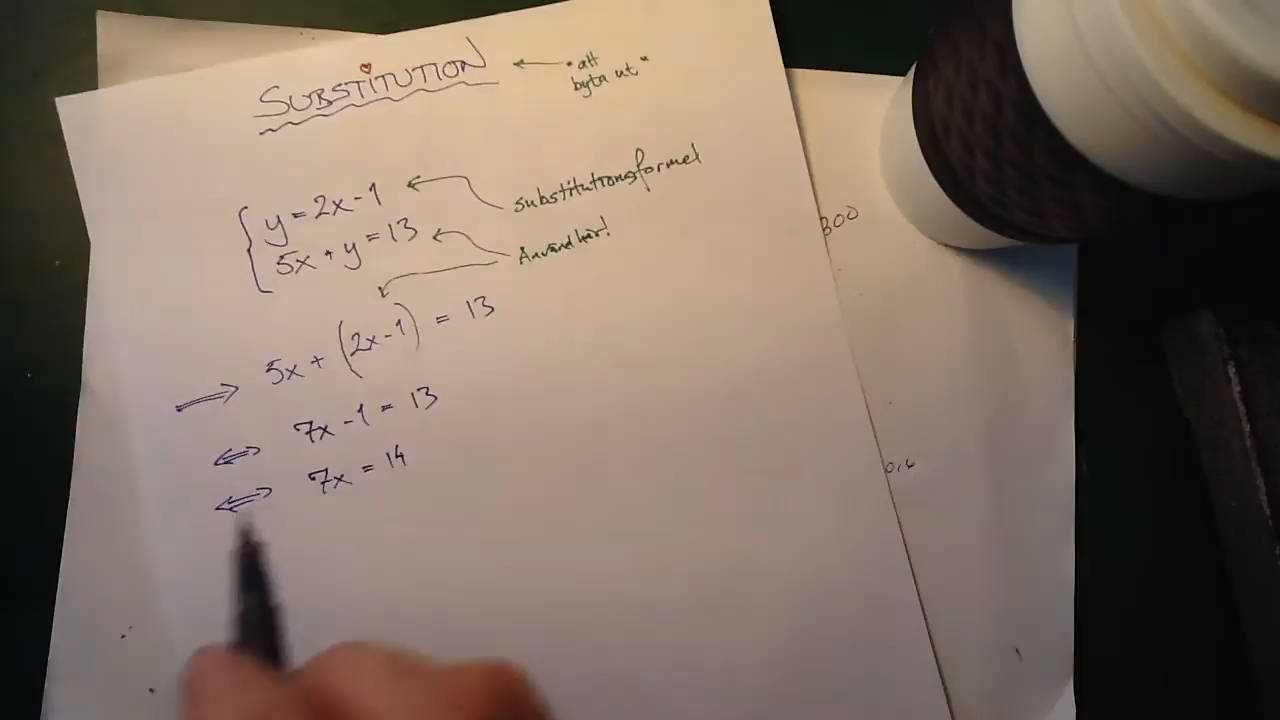 SUBSTITUTION
"att
byta ut"
y = 2x - 1
substitutionsformel
5x + y = 13
Använd här!
5x + (2x - 1) = 13
⇔ 7x - 1 = 13
⇔ 7x = 14
300